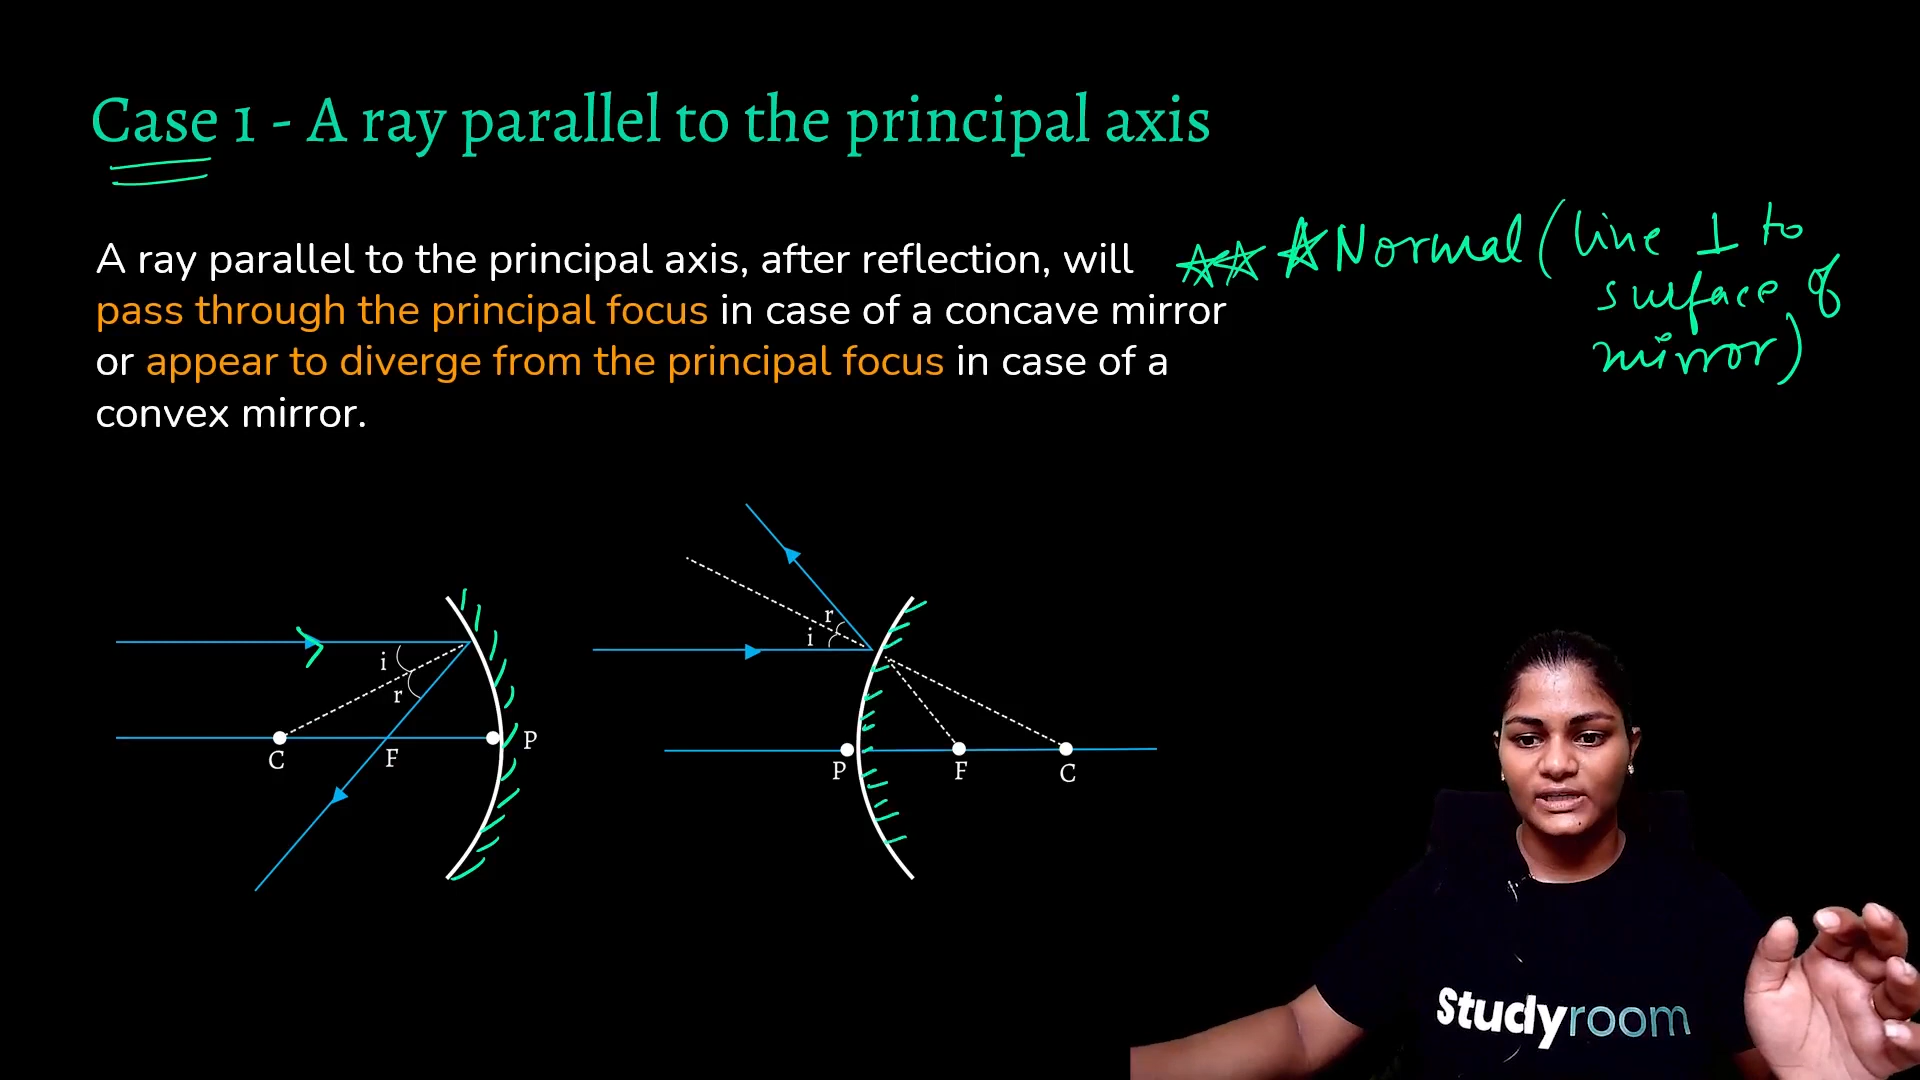 Case 1 - A ray parallel to the principal axis
A ray parallel to the principal axis, after reflection, will
pass through the principal focus in case of a concave mirror
or appear to diverge from the principal focus in case of a
convex mirror.
Normal (line ⊥ to
surface of
mirror)
i
r
C
F
P
r
i
P
F
C
Studyroom